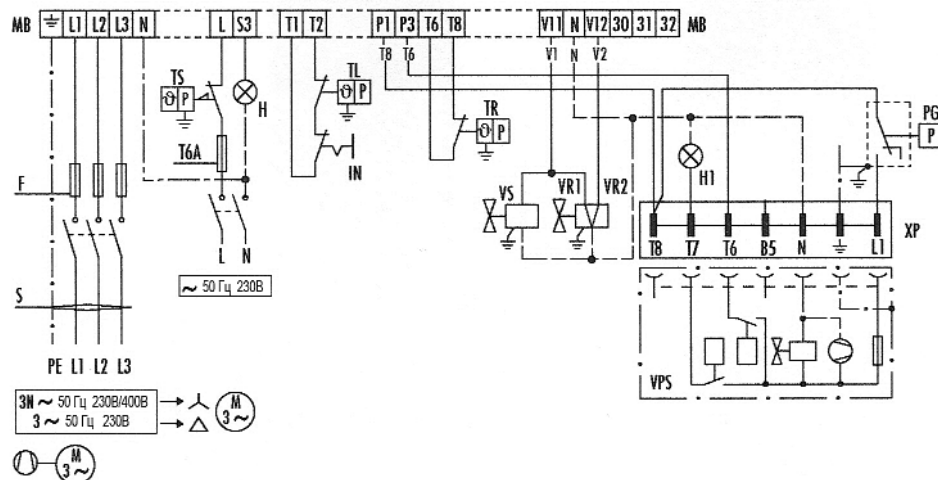 MB L1 L2 L3 N L S3 T1 T2 P1 P3 T6 T8 V11 N V12 30 31 32 MB
T8 T6 V1 N V2
TS ϑ P H
TL ϑ P
TR ϑ P
PG P
T6A
IN
F
VS VR1 VR2
H1
T8 T7 T6 B5 N L1 XP
L N
~ 50 Гц 230В
S
PE L1 L2 L3
VPS
3N ~ 50 Гц 230В/400В
3 ~ 50 Гц 230В
M
3 ~
M
3 ~